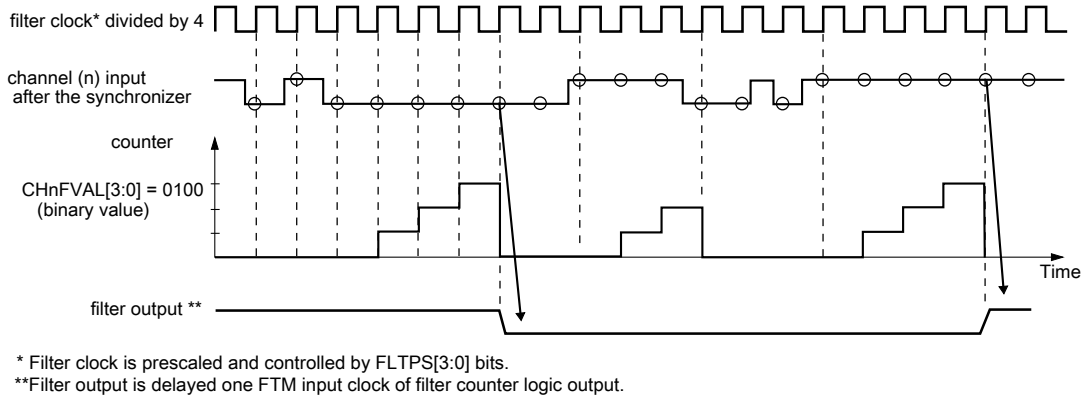 filter clock* divided by 4
channel (n) input
after the synchronizer
counter
CHnFVAL[3:0] = 0100
(binary value)
Time
filter output **
* Filter clock is prescaled and controlled by FLTPS[3:0] bits.
**Filter output is delayed one FTM input clock of filter counter logic output.